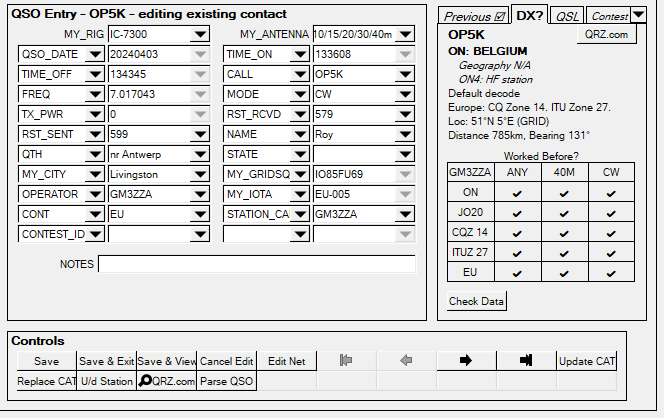 QSO Entry - OP5K - editing existing contact
MY_RIG IC-7300 MY_ANTENNA 10/15/20/30/40m
QSO_DATE 20240403 TIME_ON 133608
TIME_OFF 134345 CALL OP5K
FREQ 7.017043 MODE CW
TX_PWR 0 RST_RCVD 579
RST_SENT 599 NAME Roy
QTH nr Antwerp STATE
MY_CITY Livingston MY_GRIDSQ IO85FU69
OPERATOR GM3ZZA MY_IOTA EU-005
CONT EU STATION_CA GM3ZZA
CONTEST_ID
NOTES
Previous ☑ DX? QSL Contest
OP5K QRZ.com
ON: BELGIUM
Geography N/A
ON4: HF station
Default decode
Europe: CQ Zone 14. ITU Zone 27.
Loc: 51°N 5°E (GRID)
Distance 785km, Bearing 131°
Worked Before?
GM3ZZA ANY 40M CW
ON ✔ ✔ ✔
JO20 ✔ ✔ ✔
CQZ 14 ✔ ✔ ✔
ITUZ 27 ✔ ✔ ✔
EU ✔ ✔ ✔
Check Data
Controls
Save Save & Exit Save & View Cancel Edit Edit Net Update CAT
Replace CAT U/d Station QRZ.com Parse QSO